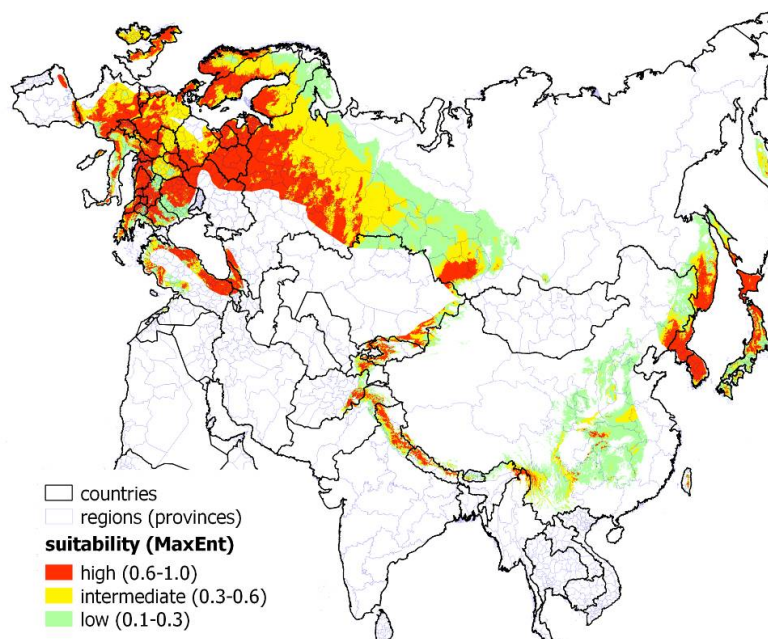 countries
regions (provinces)
suitability (MaxEnt)
high (0.6-1.0)
intermediate (0.3-0.6)
low (0.1-0.3)